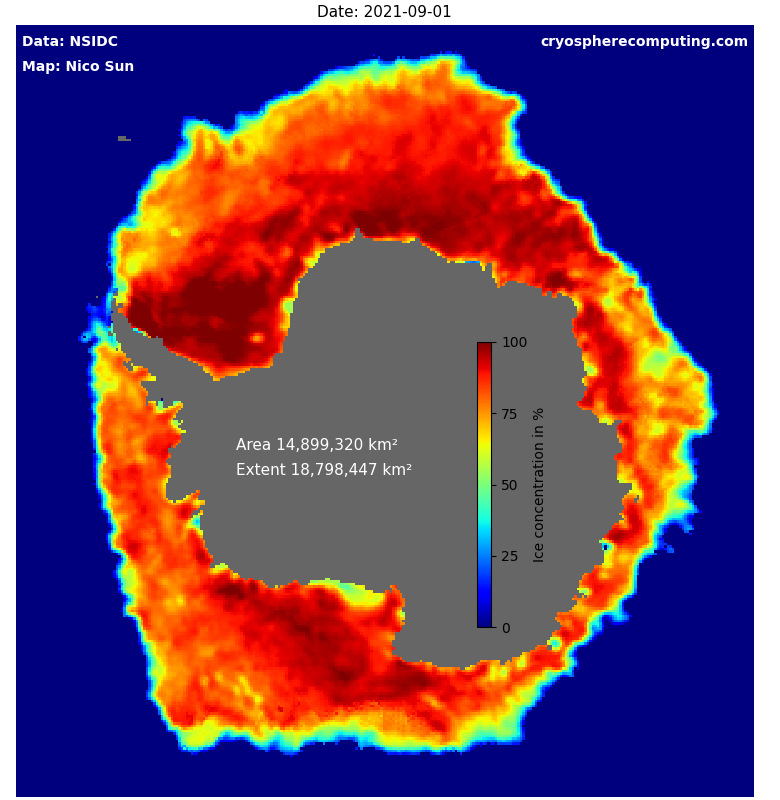 Date: 2021-09-01
Data: NSIDC
cryospherecomputing.com
Map: Nico Sun
100
75
50
25
0
Ice concentration in %
Area 14,899,320 km²
Extent 18,798,447 km²